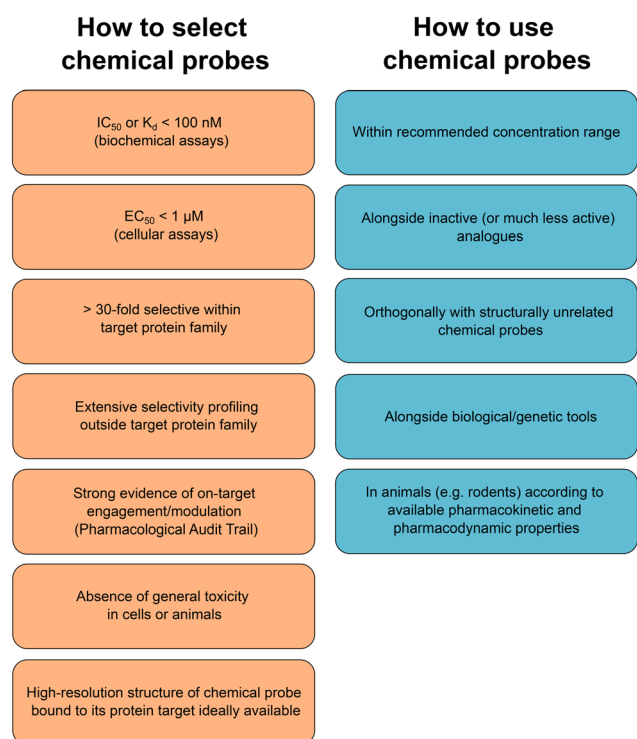 How to select
chemical probes
IC₅₀ or K_d < 100 nM
(biochemical assays)
EC₅₀ < 1 µM
(cellular assays)
> 30-fold selective within
target protein family
Extensive selectivity profiling
outside target protein family
Strong evidence of on-target
engagement/modulation
(Pharmacological Audit Trail)
Absence of general toxicity
in cells or animals
High-resolution structure of chemical probe
bound to its protein target ideally available
How to use
chemical probes
Within recommended concentration range
Alongside inactive (or much less active)
analogues
Orthogonally with structurally unrelated
chemical probes
Alongside biological/genetic tools
In animals (e.g. rodents) according to
available pharmacokinetic and
pharmacodynamic properties